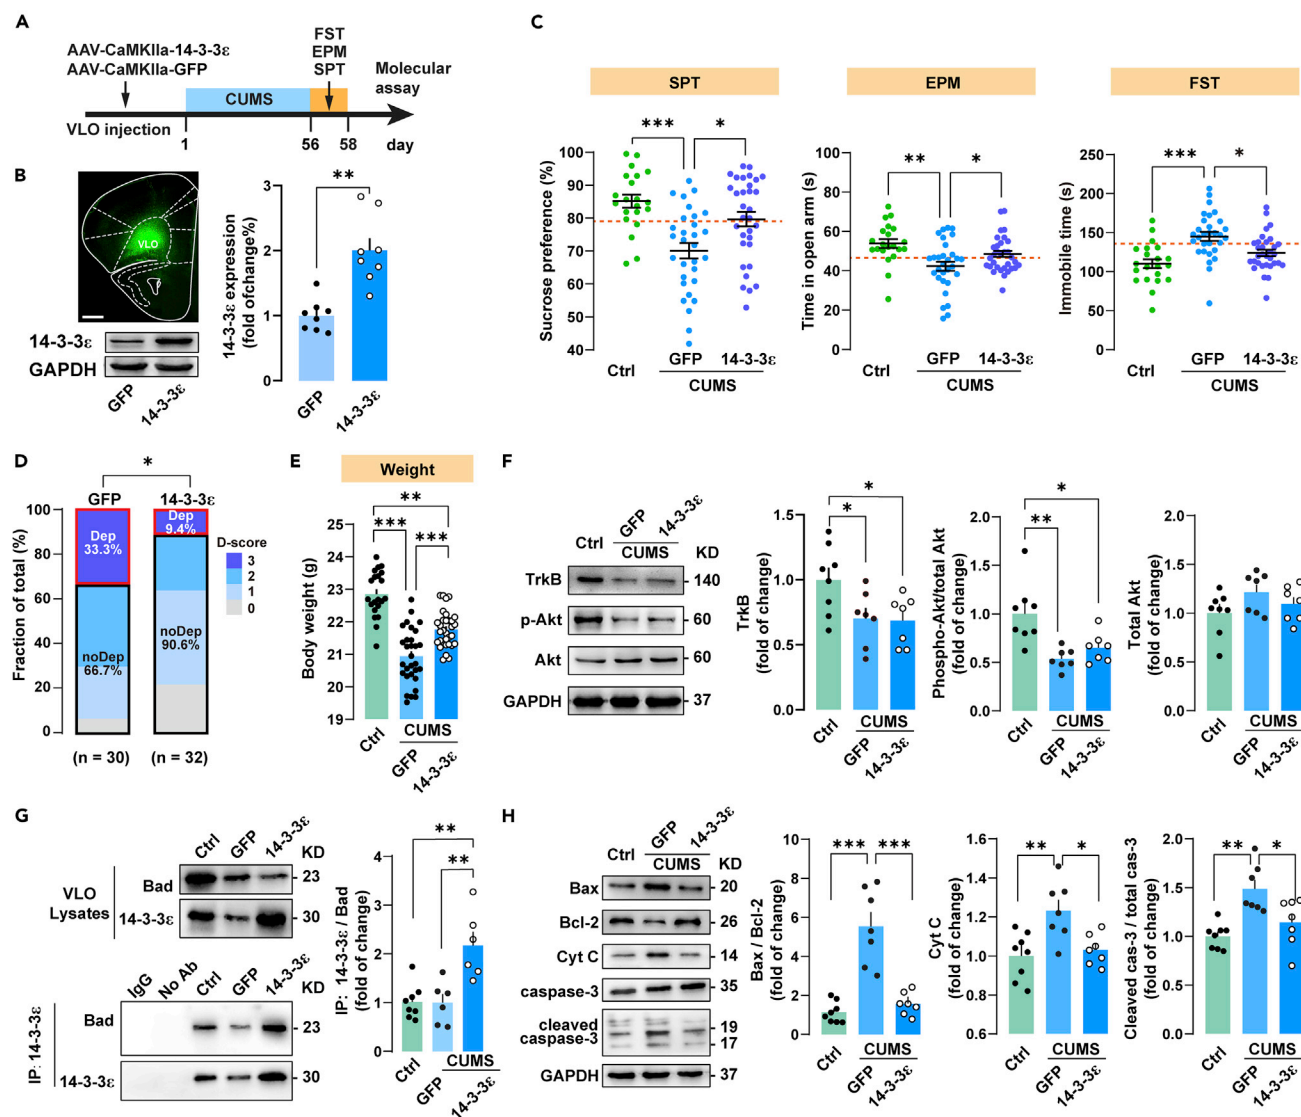 A
AAV-CaMKIIa-14-3-3ε
AAV-CaMKIIa-GFP
FST
EPM
SPT
Molecular
assay
CUMS
VLO injection
1
56
58
day
B
VLO
14-3-3ε
GAPDH
GFP
14-3-3ε
**
14-3-3ε expression
(fold ofchange%)
3
2
1
0
GFP
14-3-3ε
C
SPT
*** *
Sucrose preference (%)
100
90
80
70
60
50
40
Ctrl
GFP 14-3-3ε
CUMS
EPM
** *
Time in open arm (s)
100
80
60
40
20
0
Ctrl
GFP 14-3-3ε
CUMS
FST
*** *
Immobile time (s)
250
200
150
100
50
0
Ctrl
GFP 14-3-3ε
CUMS
D
*
GFP 14-3-3ε
Fraction of total (%)
100
80
60
40
20
0
Dep
33.3%
noDep
66.7%
Dep
9.4%
noDep
90.6%
D-score
3
2
1
0
(n = 30) (n = 32)
E
Weight
**
***
***
Body weight (g)
25
24
23
22
21
20
19
Ctrl
GFP
14-3-3ε
CUMS
F
Ctrl
GFP
14-3-3ε
CUMS
KD
TrkB 140
p-Akt 60
Akt 60
GAPDH 37
*
*
TrkB
(fold of change)
1.5
1.0
0.5
0.0
Ctrl
GFP
14-3-3ε
CUMS
*
**
Phospho-Akt/total Akt
(fold of change)
2.0
1.5
1.0
0.5
0.0
Ctrl
GFP
14-3-3ε
CUMS
Total Akt
(fold of change)
2.0
1.5
1.0
0.5
0.0
Ctrl
GFP
14-3-3ε
CUMS
G
Ctrl
GFP
14-3-3ε
KD
VLO
Lysates
Bad 23
14-3-3ε 30
IgG
No Ab
Ctrl
GFP
14-3-3ε
KD
IP: 14-3-3ε
Bad 23
14-3-3ε 30
**
**
IP: 14-3-3ε / Bad
(fold of change)
4
3
2
1
0
Ctrl
GFP
14-3-3ε
CUMS
H
Ctrl
GFP
14-3-3ε
CUMS
KD
Bax 20
Bcl-2 26
Cyt C 14
caspase-3 35
cleaved
caspase-3
19
17
GAPDH 37
*** ***
Bax / Bcl-2
(fold of change)
10
8
6
4
2
0
Ctrl
GFP
14-3-3ε
CUMS
** *
Cyt C
(fold of change)
1.6
1.4
1.2
1.0
0.8
0.6
Ctrl
GFP
14-3-3ε
CUMS
** *
Cleaved cas-3 / total cas-3
(fold of change)
2.0
1.5
1.0
0.5
0.0
Ctrl
GFP
14-3-3ε
CUMS